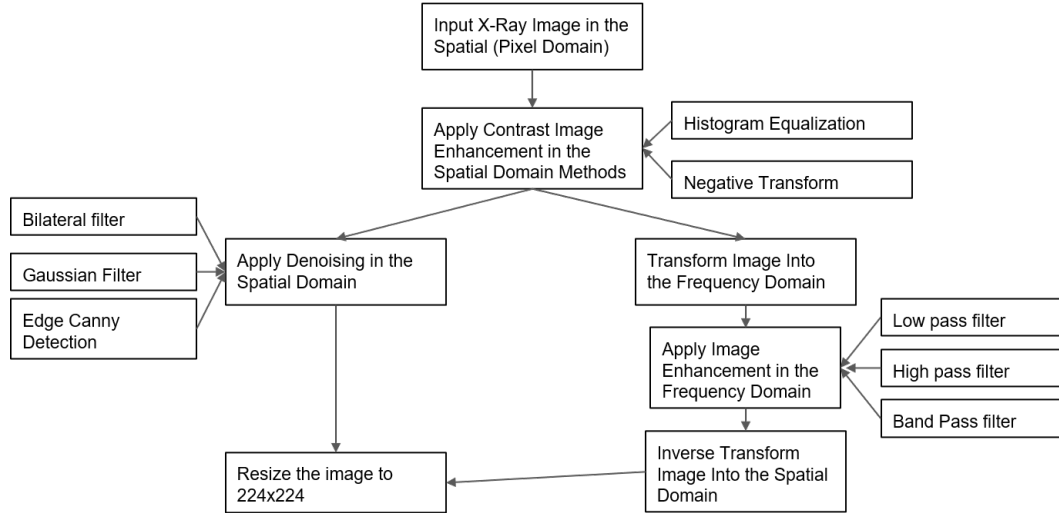 Input X-Ray Image in the
Spatial (Pixel Domain)
Apply Contrast Image
Enhancement in the
Spatial Domain Methods
Histogram Equalization
Negative Transform
Bilateral filter
Gaussian Filter
Edge Canny
Detection
Apply Denoising in the
Spatial Domain
Transform Image Into
the Frequency Domain
Apply Image
Enhancement in the
Frequency Domain
Low pass filter
High pass filter
Band Pass filter
Inverse Transform
Image Into the Spatial
Domain
Resize the image to
224x224